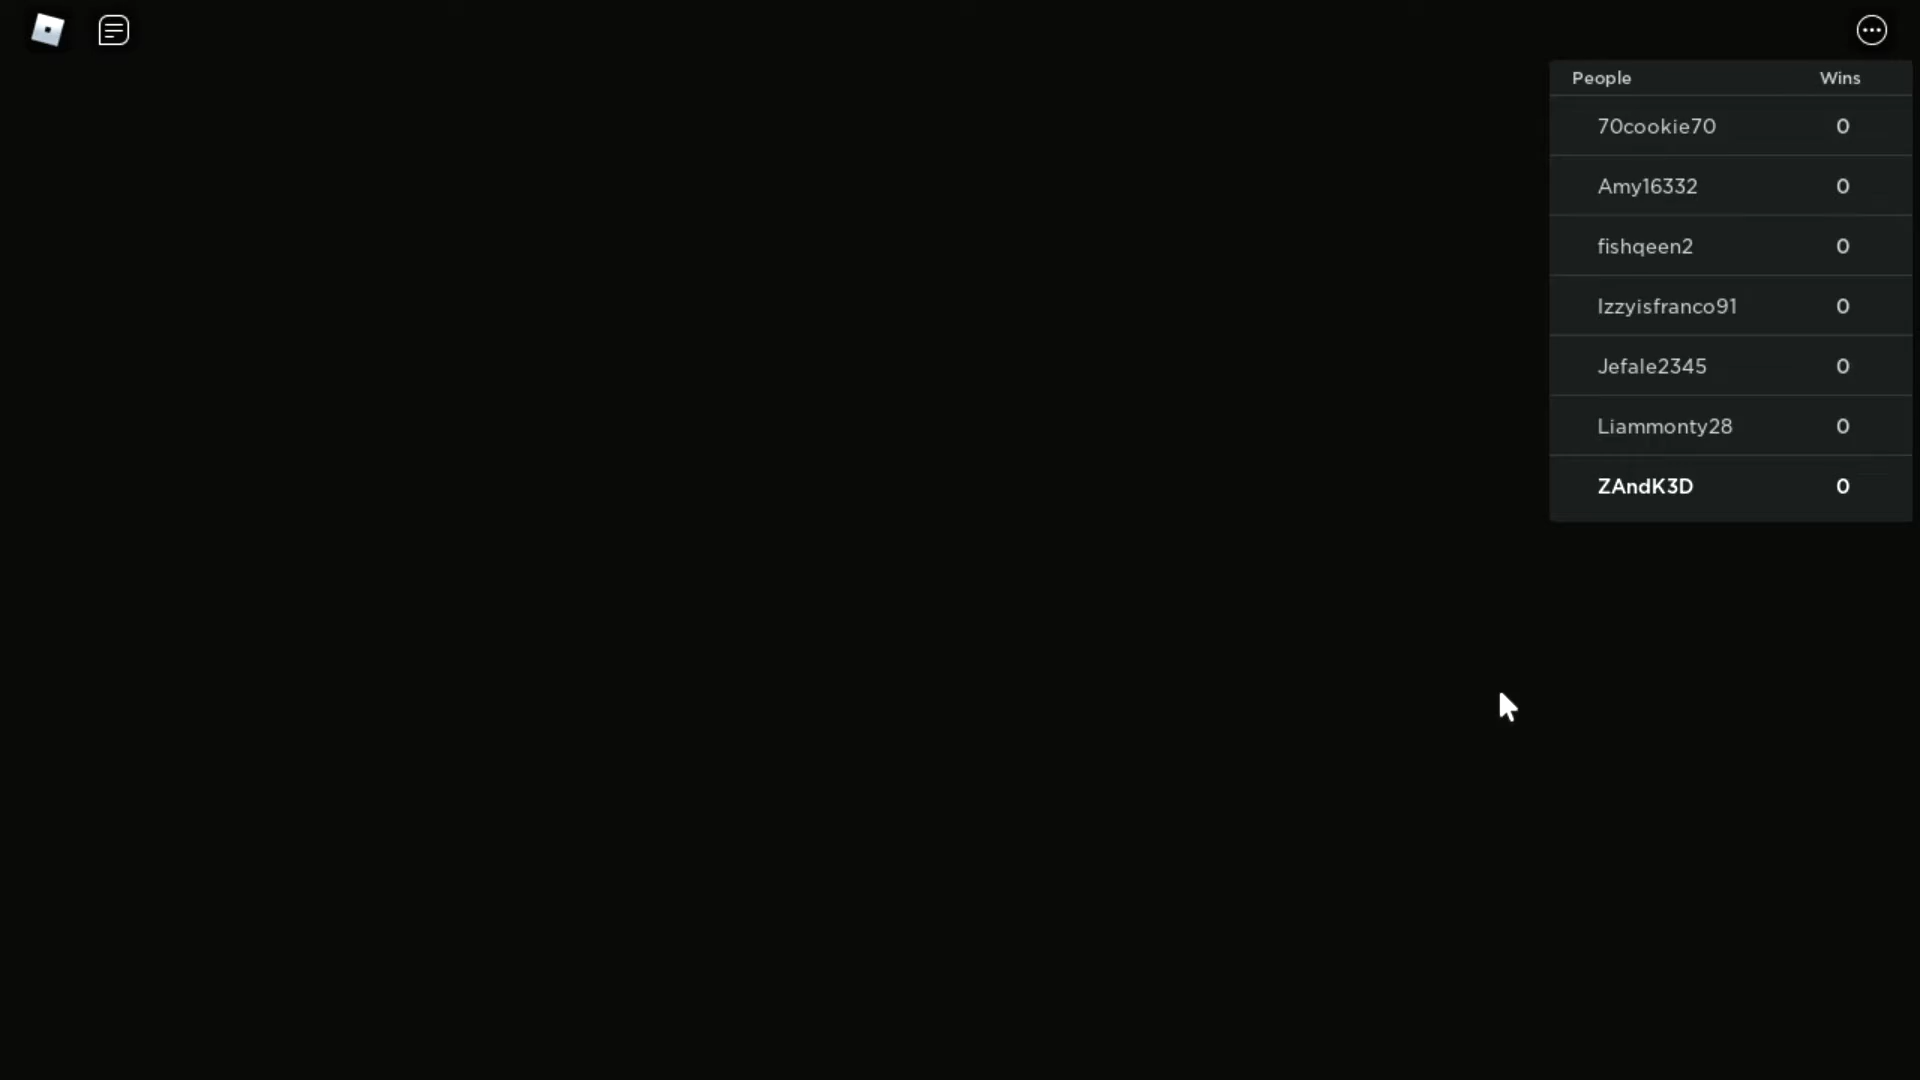 People Wins
70cookie70 0
Amy16332 0
fishqeen2 0
Izzyisfranco91 0
Jefale2345 0
Liammonty28 0
ZAndK3D 0